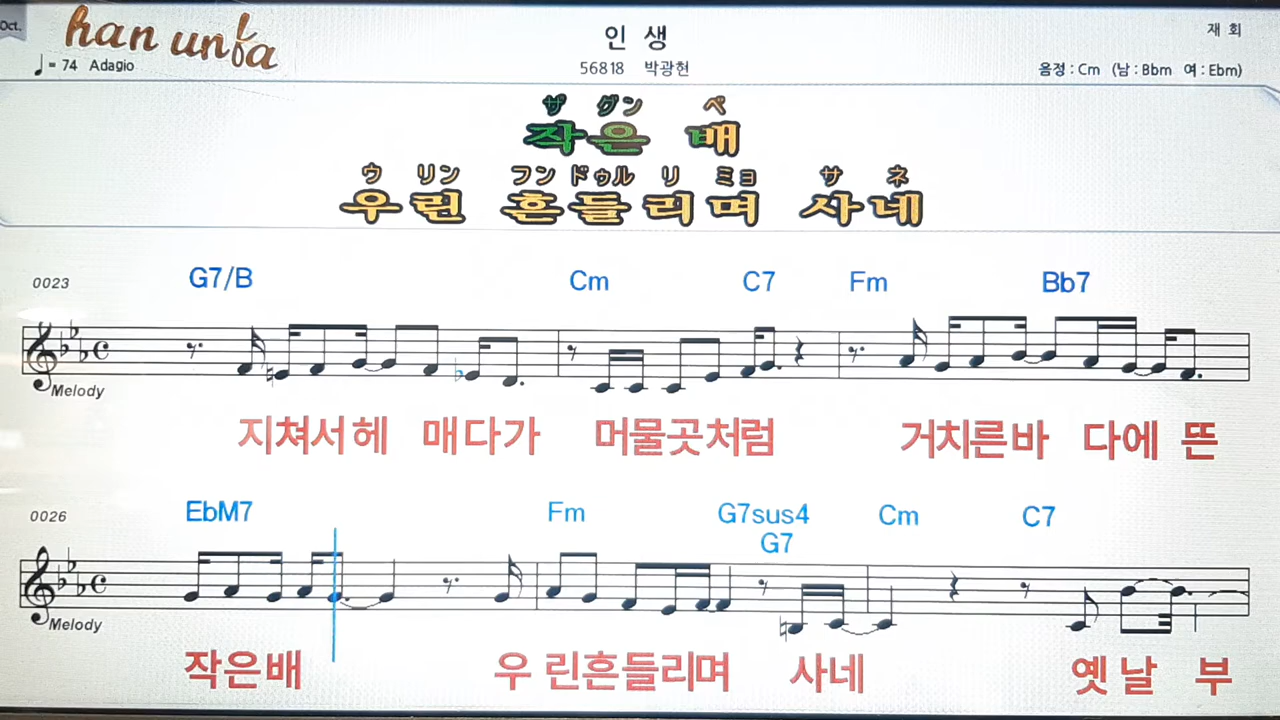 Oct.
han unfa
♩= 74 Adagio
인 생
56818 박광현
재 회
음정 : Cm (남 : Bbm 여 : Ebm)
ザ グン ベ
작은 배
ウ リン フン ドゥル リ ミョ サ ネ
우린 흔들리며 사네
0023
G7/B Cm C7 Fm Bb7
Melody
지쳐서헤 매다가 머물곳처럼 거치른바 다에 뜬
0026
EbM7 Fm G7sus4 Cm C7
G7
Melody
작은배 우 린흔들리며 사네 옛 날 부